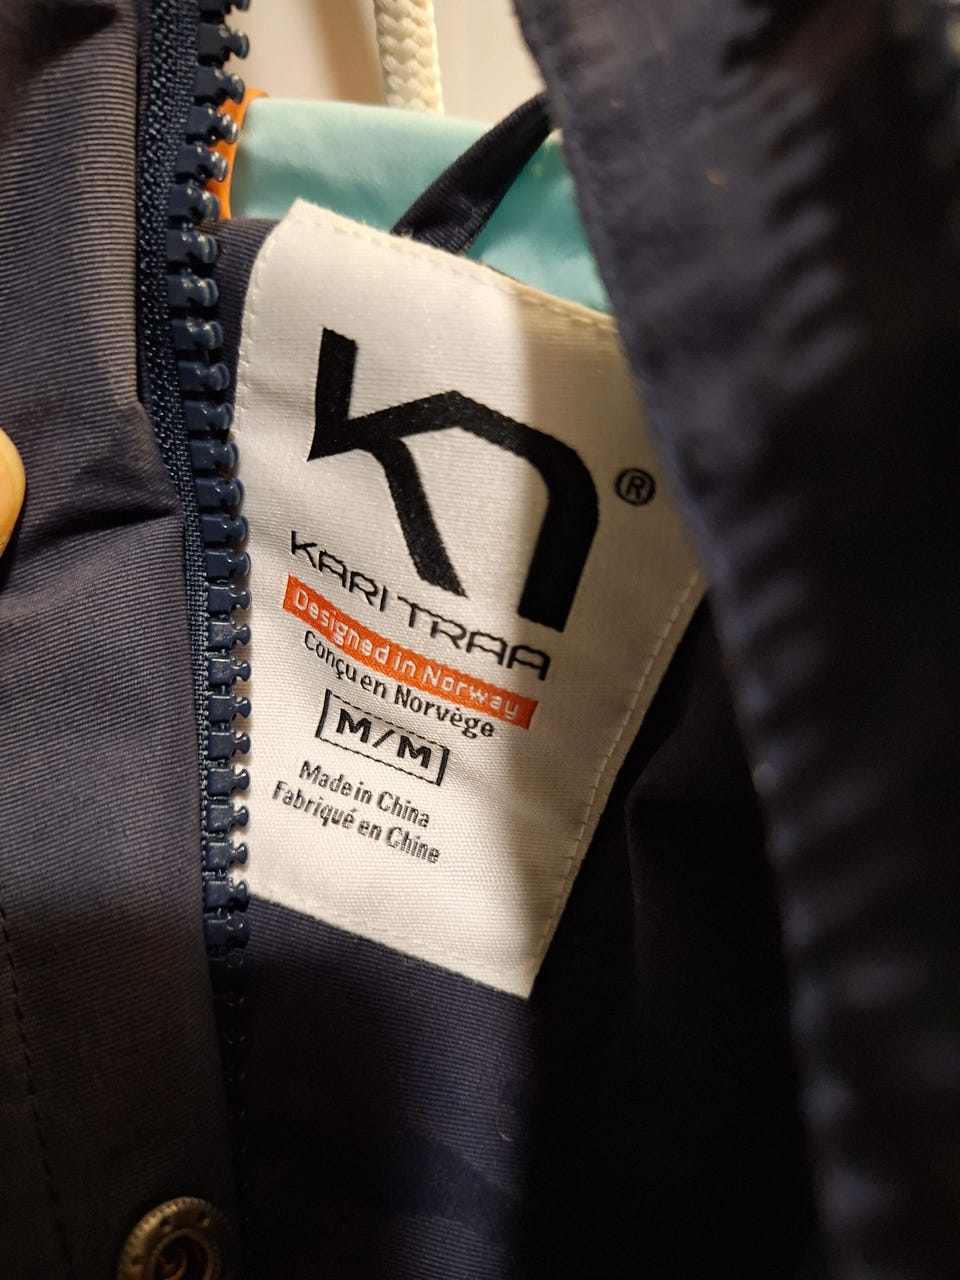 ®
KARI TRAA
Designed in Norway
Conçu en Norvège
M/M
Made in China
Fabriqué en Chine